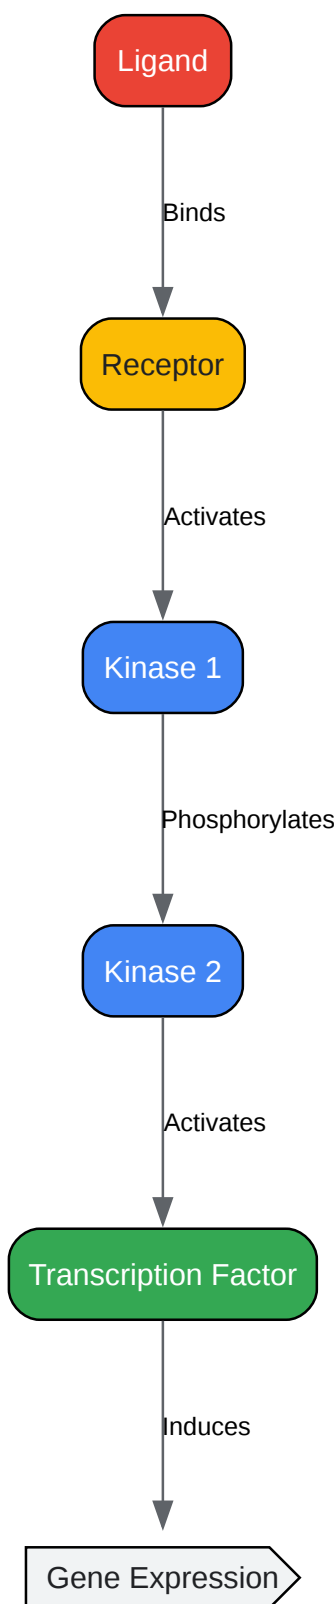 Ligand
Binds
Receptor
Activates
Kinase 1
Phosphorylates
Kinase 2
Activates
Transcription Factor
Induces
Gene Expression